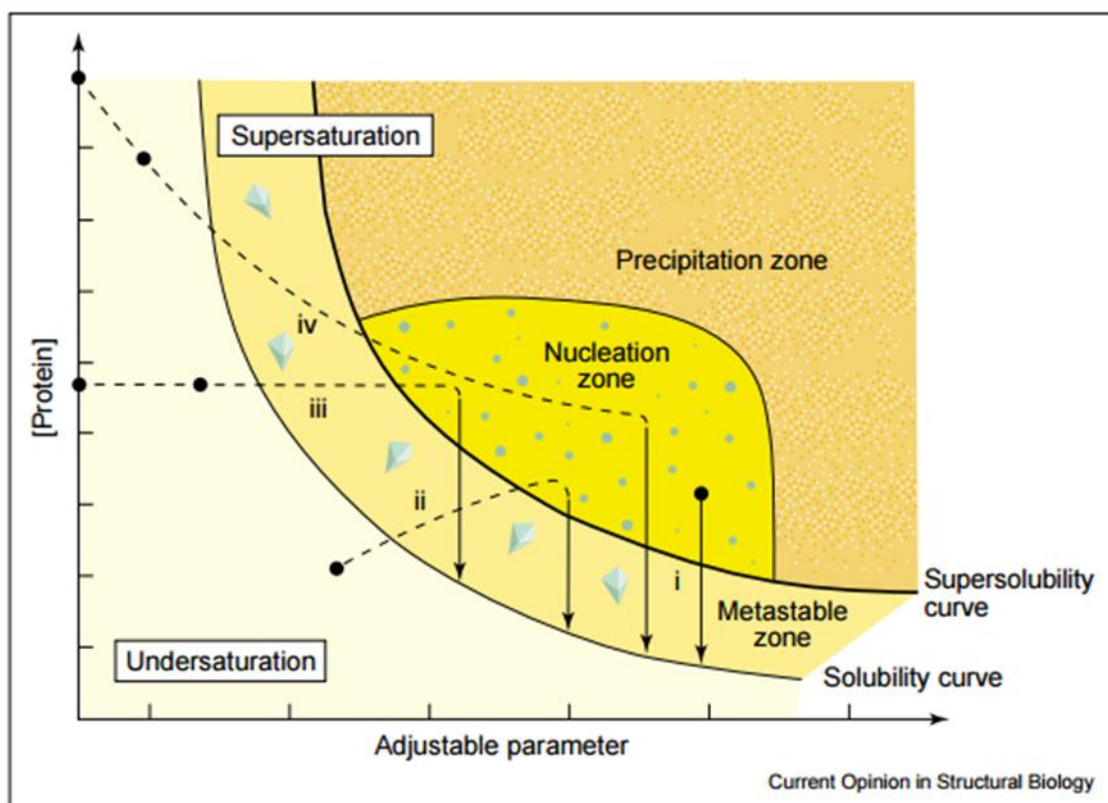 Supersaturation
Precipitation zone
iv
Nucleation
zone
[Protein]
iii
ii
i
Supersolubility
curve
Metastable
zone
Undersaturation
Solubility curve
Adjustable parameter
Current Opinion in Structural Biology